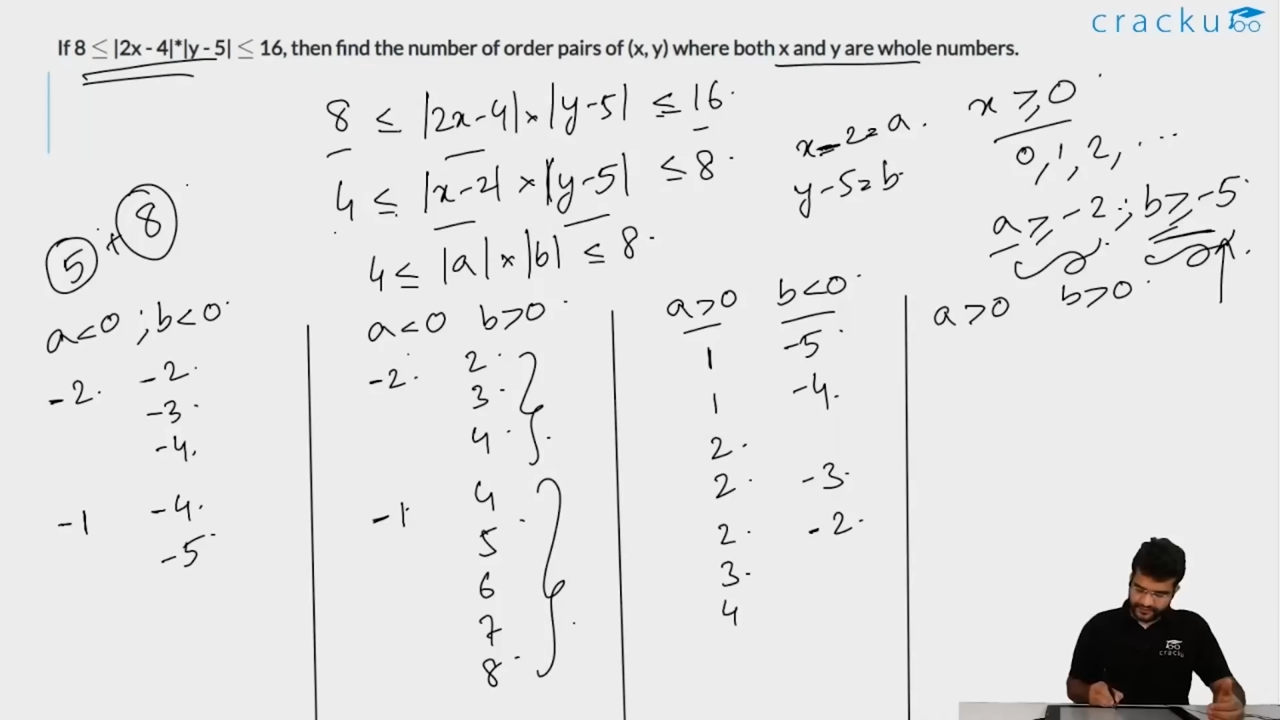 cracku
If 8 ≤ |2x - 4|*|y - 5| ≤ 16, then find the number of order pairs of (x, y) where both x and y are whole numbers.
8 ≤ |2x-4| × |y-5| ≤ 16
4 ≤ |x-2| × |y-5| ≤ 8
4 ≤ |a| × |b| ≤ 8
x-2=a
y-5=b
x ≥ 0
0, 1, 2, ...
a ≥ -2 ; b ≥ -5
5 + 8
a<0 ; b<0
-2 -2
-3
-4
-1 -4
-5
a<0 b>0
-2 2
3
4
-1 4
5
6
7
8
a>0 b<0
1 -5
1 -4
2
2 -3
2 -2
3
4
a>0 b>0
cracku